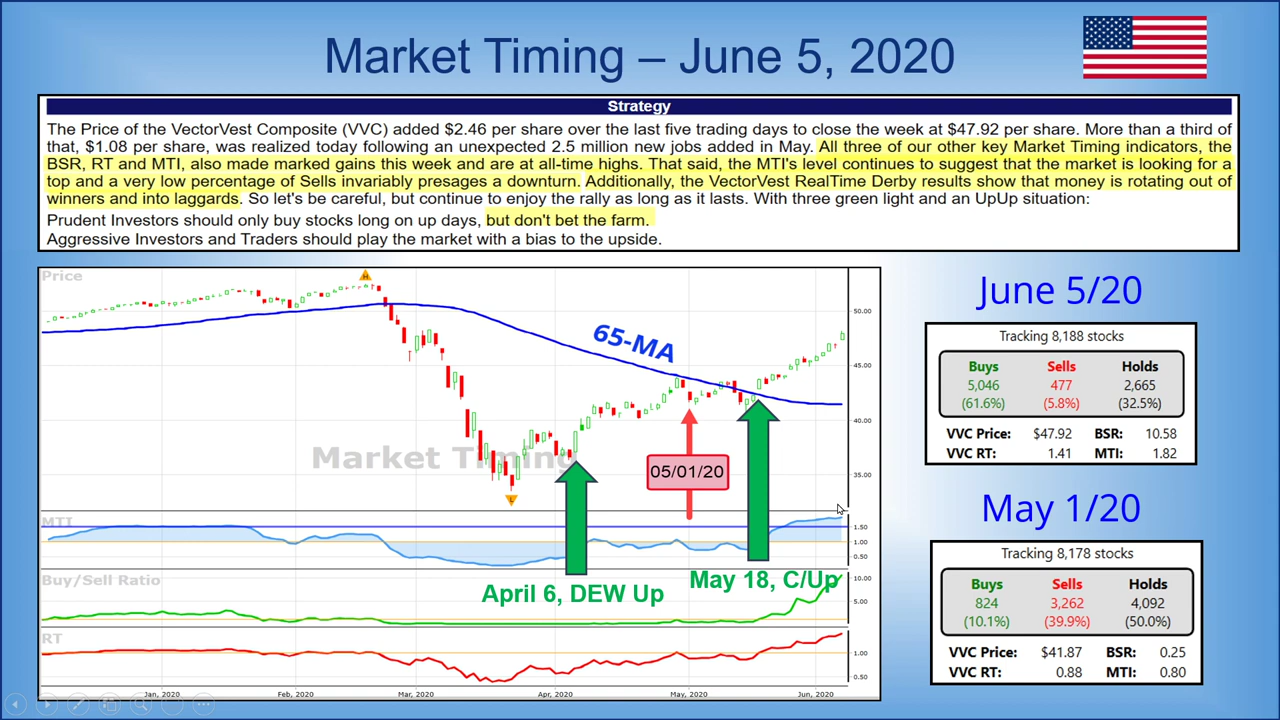 Market Timing – June 5, 2020
Strategy
The Price of the VectorVest Composite (VVC) added $2.46 per share over the last five trading days to close the week at $47.92 per share. More than a third of
that, $1.08 per share, was realized today following an unexpected 2.5 million new jobs added in May. All three of our other key Market Timing indicators, the
BSR, RT and MTI, also made marked gains this week and are at all-time highs. That said, the MTI's level continues to suggest that the market is looking for a
top and a very low percentage of Sells invariably presages a downturn. Additionally, the VectorVest RealTime Derby results show that money is rotating out of
winners and into laggards. So let's be careful, but continue to enjoy the rally as long as it lasts. With three green light and an UpUp situation:
Prudent Investors should only buy stocks long on up days, but don't bet the farm.
Aggressive Investors and Traders should play the market with a bias to the upside.
Price
H
65-MA
50.00
45.00
40.00
35.00
Market Timing
05/01/20
L
MTI
1.50
1.00
0.50
Buy/Sell Ratio
April 6, DEW Up
May 18, C/Up
10.00
5.00
RT
1.00
0.50
Jan, 2020
Feb, 2020
Mar, 2020
Apr, 2020
May, 2020
Jun, 2020
June 5/20
Tracking 8,188 stocks
Buys Sells Holds
5,046 477 2,665
(61.6%) (5.8%) (32.5%)
VVC Price: $47.92 BSR: 10.58
VVC RT: 1.41 MTI: 1.82
May 1/20
Tracking 8,178 stocks
Buys Sells Holds
824 3,262 4,092
(10.1%) (39.9%) (50.0%)
VVC Price: $41.87 BSR: 0.25
VVC RT: 0.88 MTI: 0.80